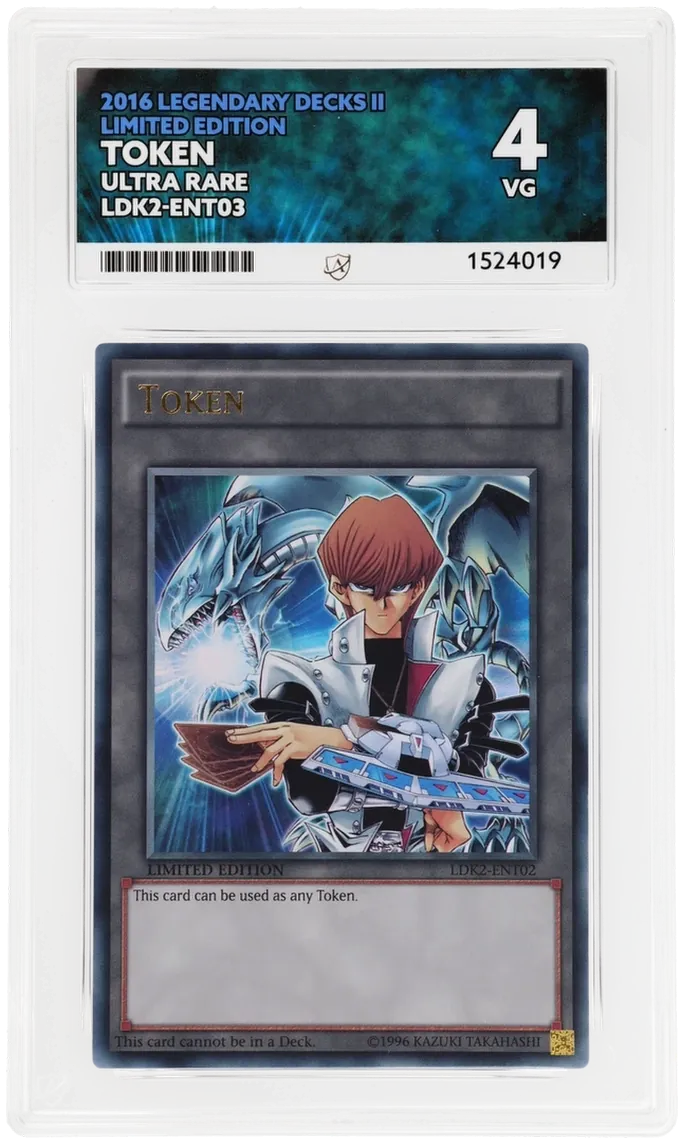 2016 LEGENDARY DECKS II
LIMITED EDITION
TOKEN
ULTRA RARE
LDK2-ENT03
4
VG
1524019
TOKEN
LIMITED EDITION LDK2-ENT02
This card can be used as any Token.
This card cannot be in a Deck. ©1996 KAZUKI TAKAHASHI